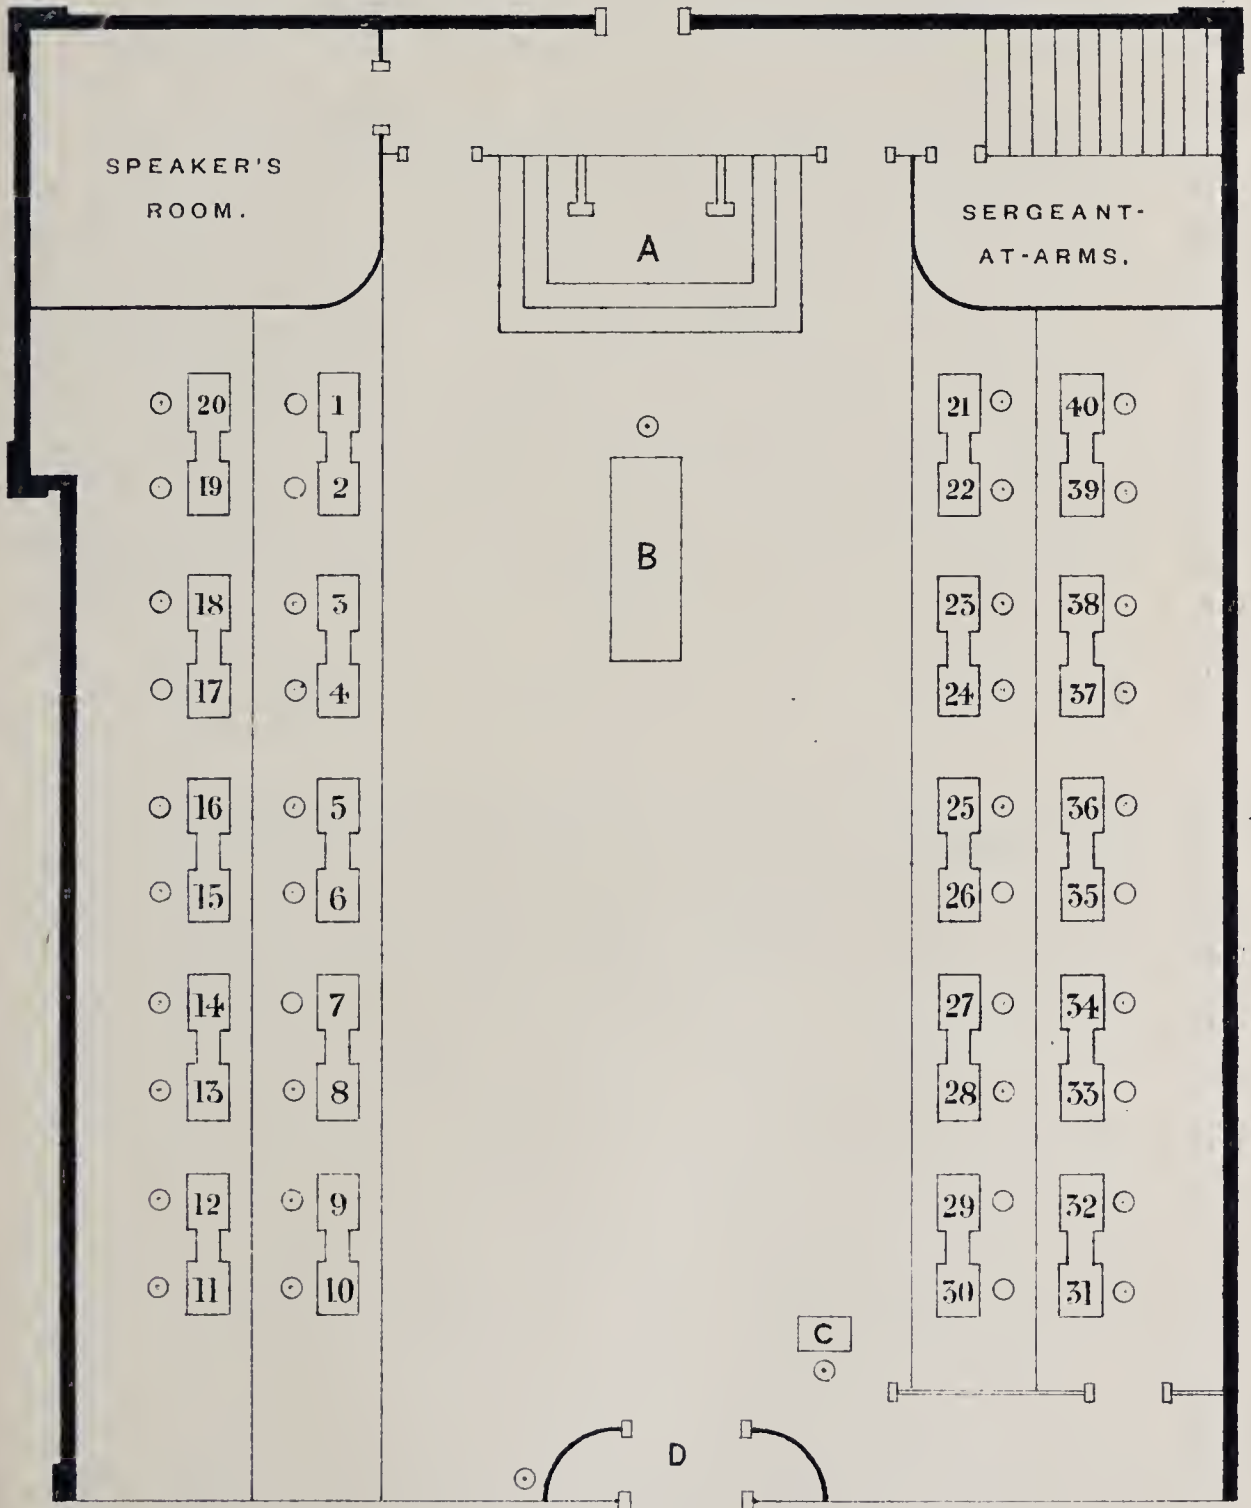 SPEAKER'S
ROOM.
SERGEANT-
AT-ARMS.
A
20 1 21 40
19 2 22 39
B
18 3 23 38
17 4 24 37
16 5 25 36
15 6 26 35
14 7 27 34
13 8 28 33
12 9 29 32
11 10 30 31
C
D